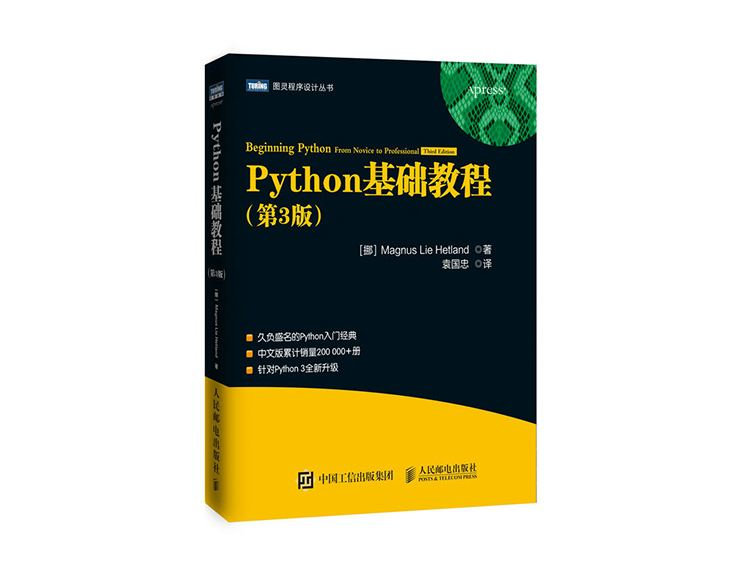 TURING 图灵程序设计丛书
Apress®
Beginning Python From Novice to Professional Third Edition
Python基础教程
(第3版)
[挪] Magnus Lie Hetland 著
袁国忠 译
久负盛名的Python入门经典
中文版累计销量200 000+册
针对Python 3全新升级
中国工信出版集团
人民邮电出版社
POSTS & TELECOM PRESS
TURING
Apress®
Python基础教程
(第3版)
[挪] Magnus Lie Hetland 著
人民邮电出版社